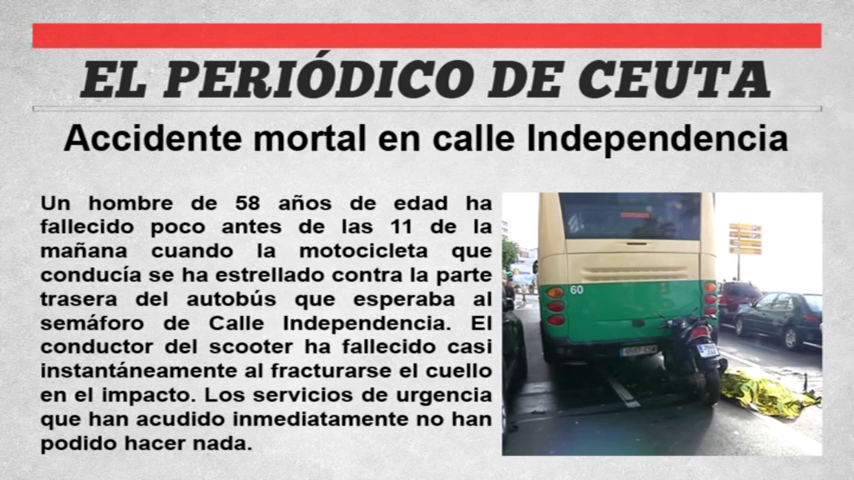 EL PERIÓDICO DE CEUTA
Accidente mortal en calle Independencia
Un hombre de 58 años de edad ha
fallecido poco antes de las 11 de la
mañana cuando la motocicleta que
conducía se ha estrellado contra la parte
trasera del autobús que esperaba al
semáforo de Calle Independencia. El
conductor del scooter ha fallecido casi
instantáneamente al fracturarse el cuello
en el impacto. Los servicios de urgencia
que han acudido inmediatamente no han
podido hacer nada.
60